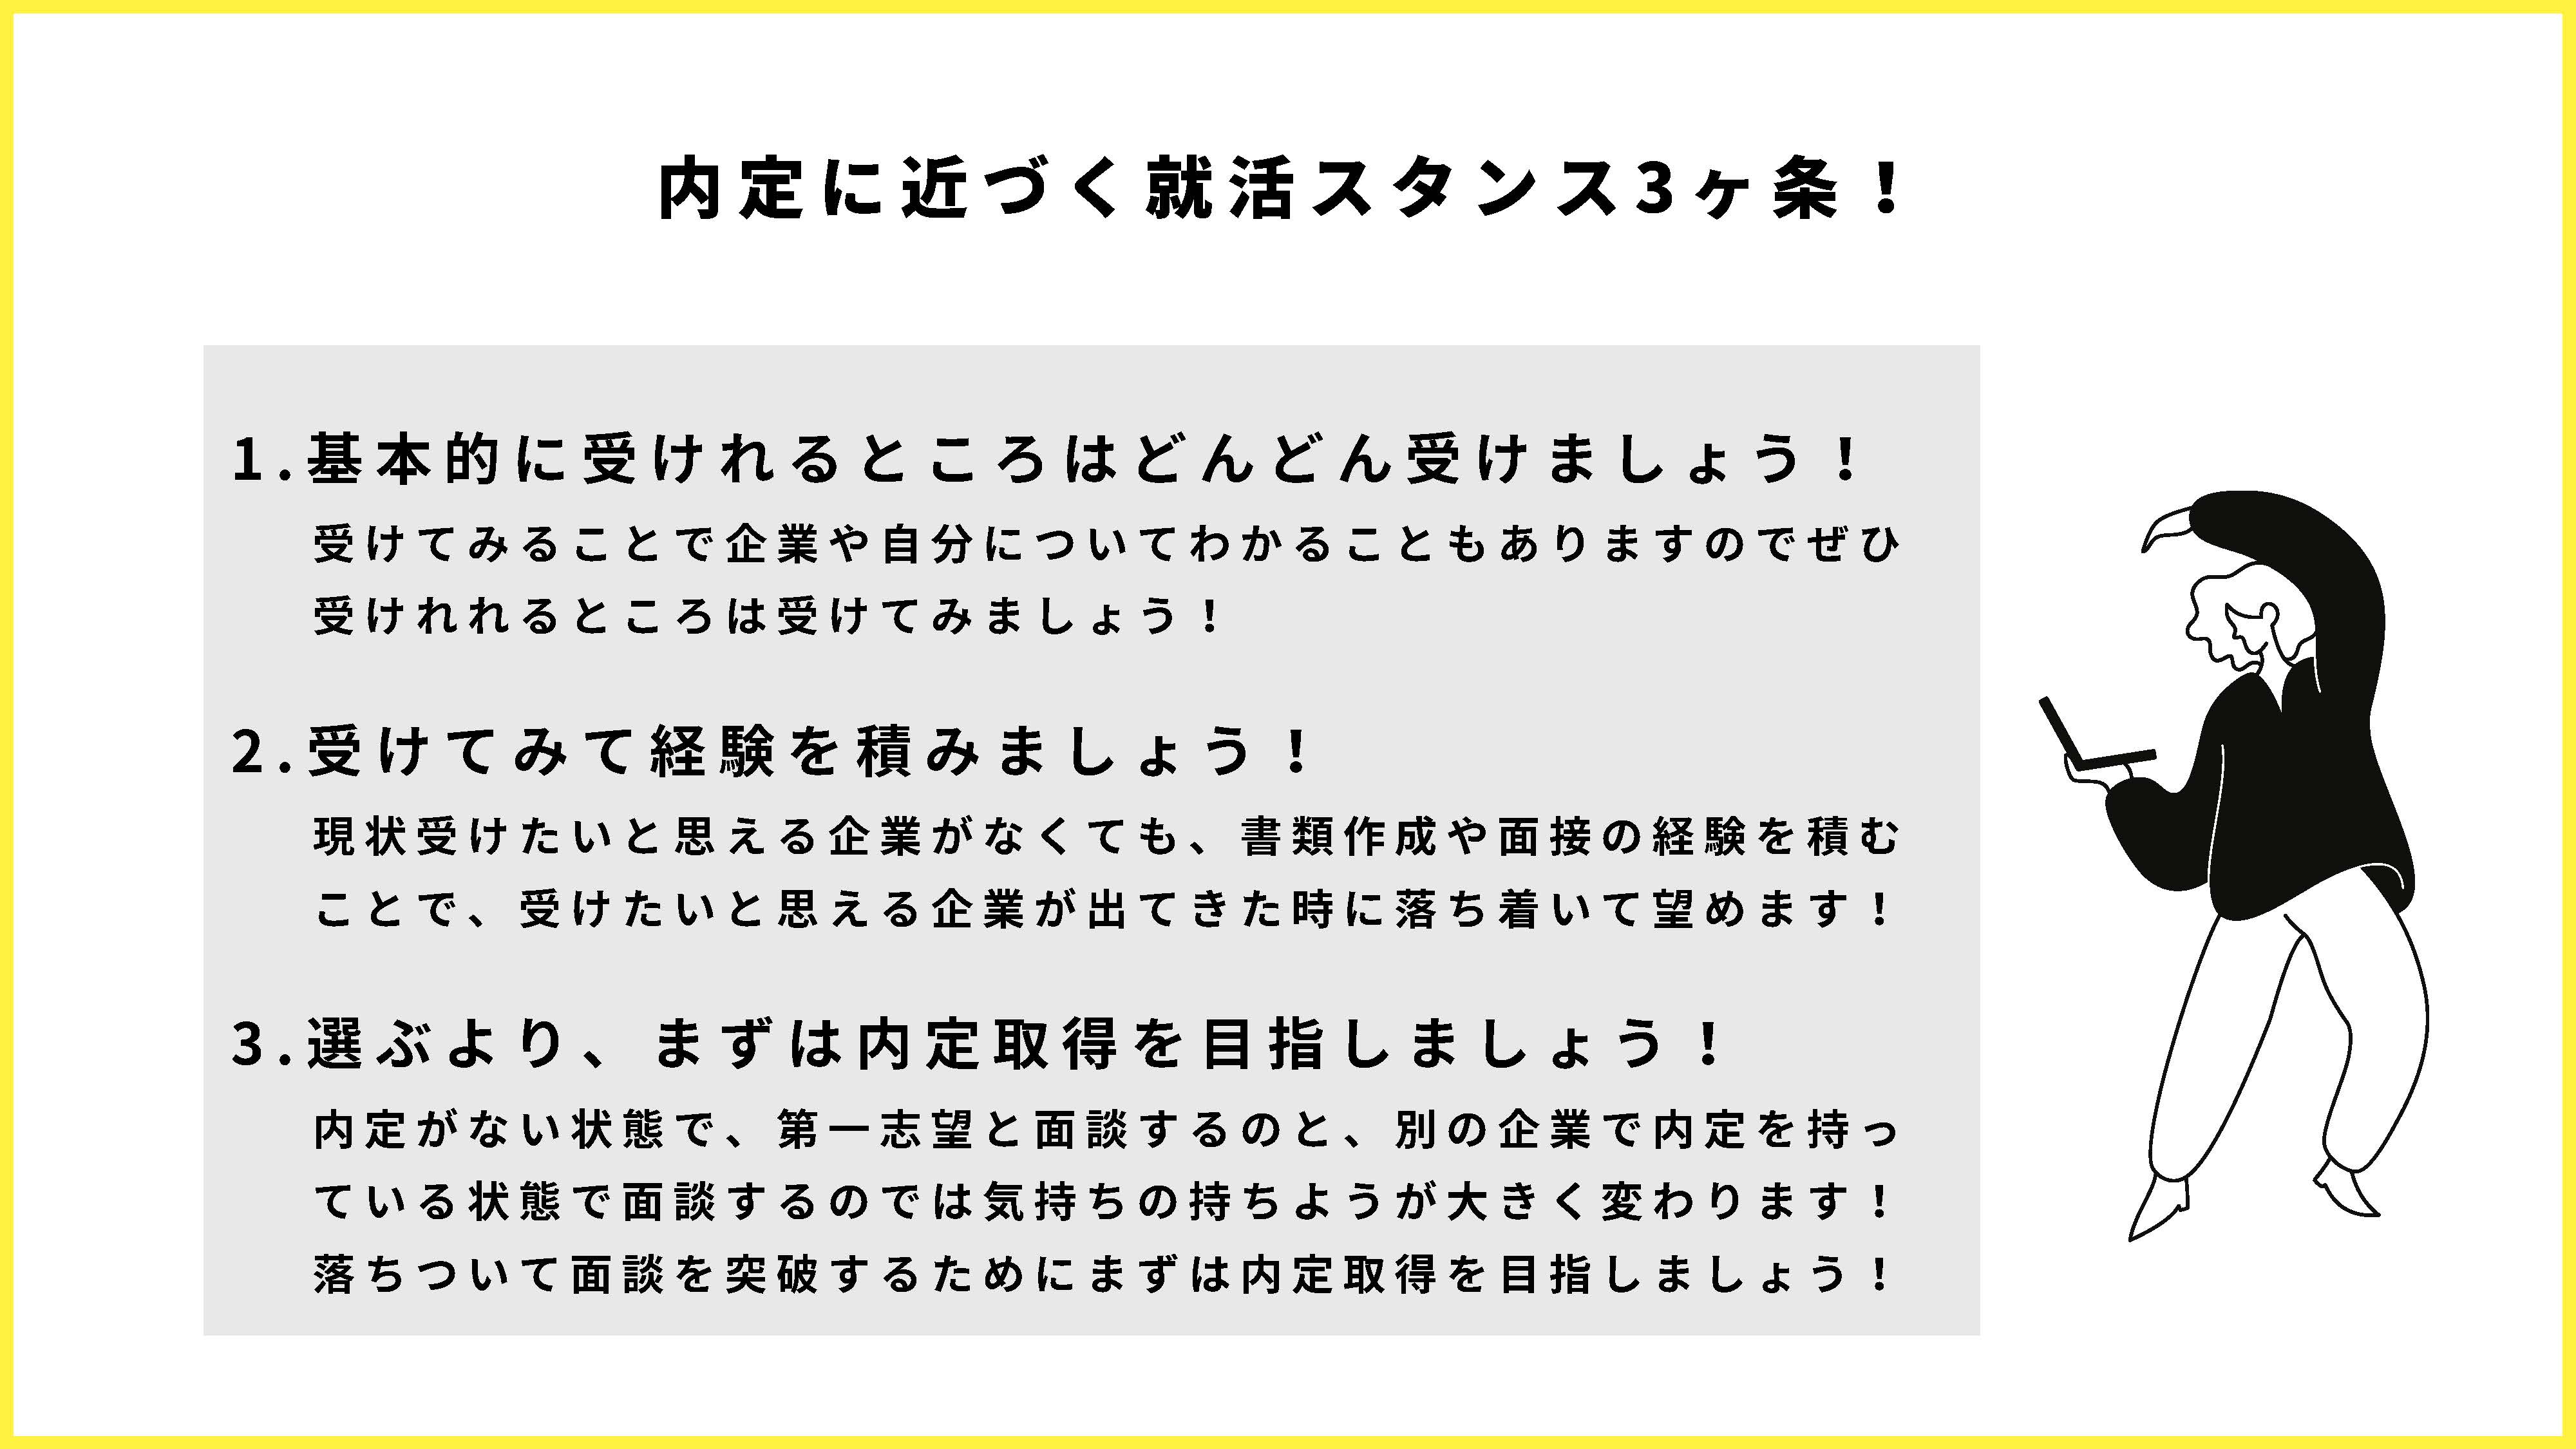 内定に近づく就活スタンス3ヶ条！
1.基本的に受けれるところはどんどん受けましょう！
受けてみることで企業や自分についてわかることもありますのでぜひ
受けれれるところは受けてみましょう！
2.受けてみて経験を積みましょう！
現状受けたいと思える企業がなくても、書類作成や面接の経験を積む
ことで、受けたいと思える企業が出てきた時に落ち着いて望めます！
3.選ぶより、まずは内定取得を目指しましょう！
内定がない状態で、第一志望と面談するのと、別の企業で内定を持っ
ている状態で面談するのでは気持ちの持ちようが大きく変わります！
落ちついて面談を突破するためにまずは内定取得を目指しましょう！